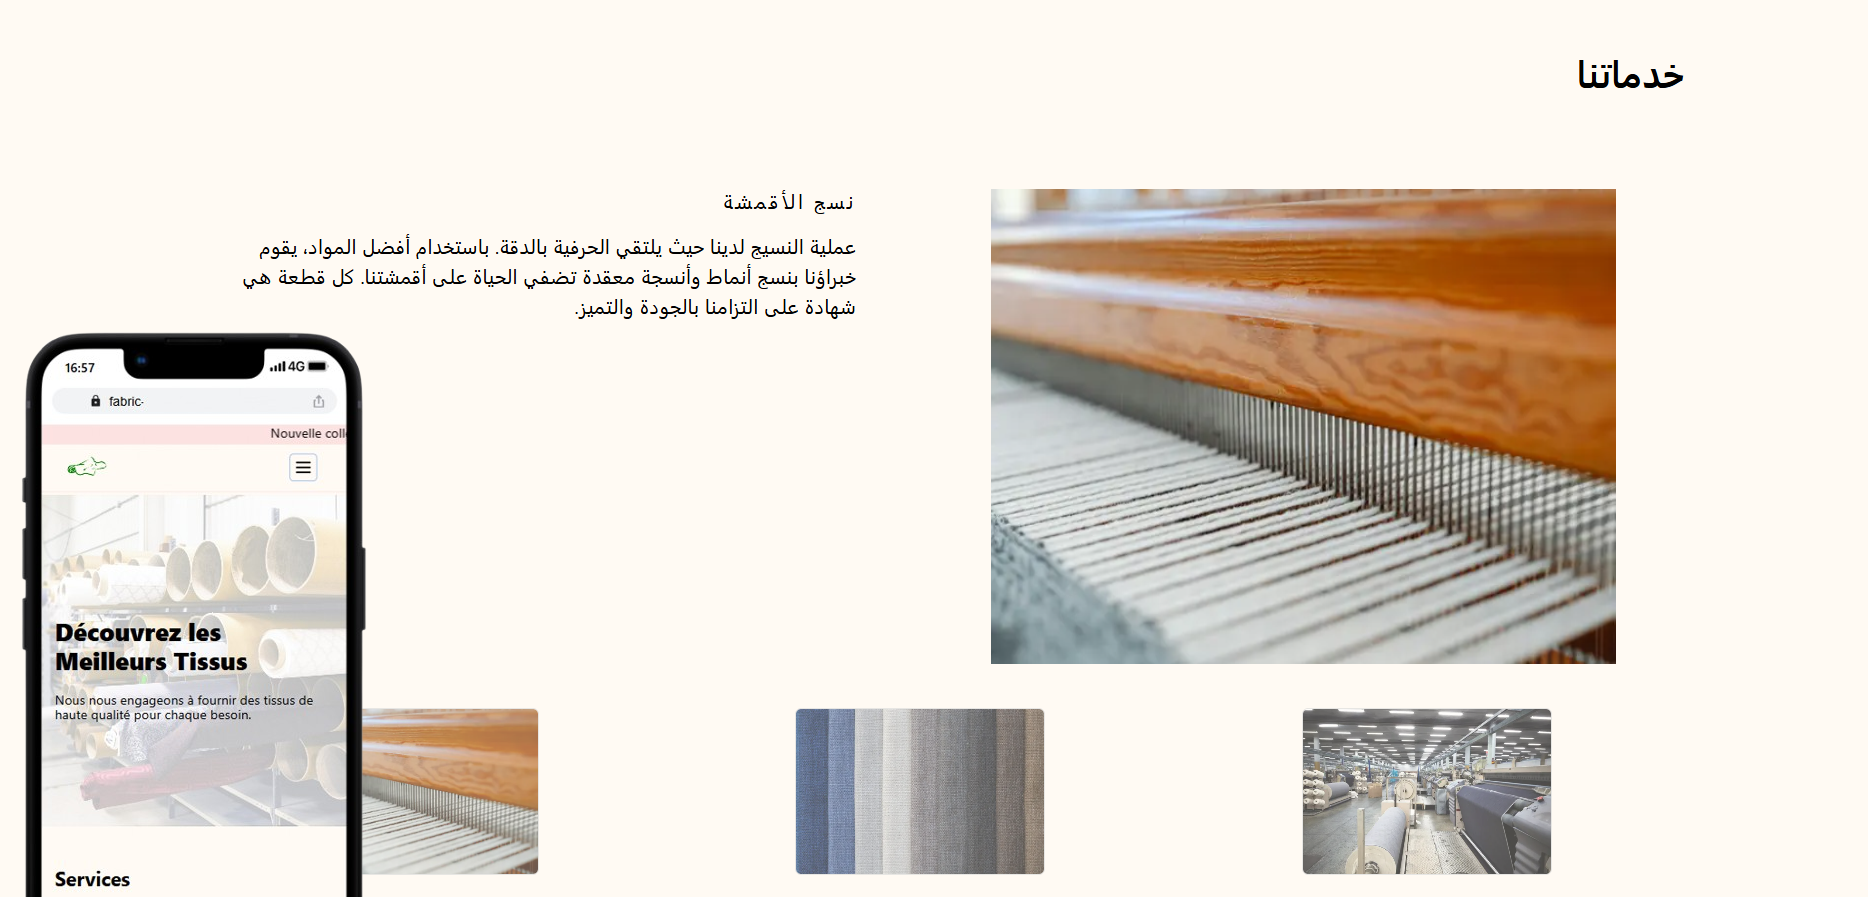 خدماتنا
نسج الأقمشة
عملية النسيج لدينا حيث يلتقي الحرفية بالدقة. باستخدام أفضل المواد، يقوم
خبراؤنا بنسج أنماط وأنسجة معقدة تضفي الحياة على أقمشتنا. كل قطعة هي
شهادة على التزامنا بالجودة والتميز.
16:57
4G
fabric-
Nouvelle coll
Découvrez les
Meilleurs Tissus
Nous nous engageons à fournir des tissus de
haute qualité pour chaque besoin.
Services